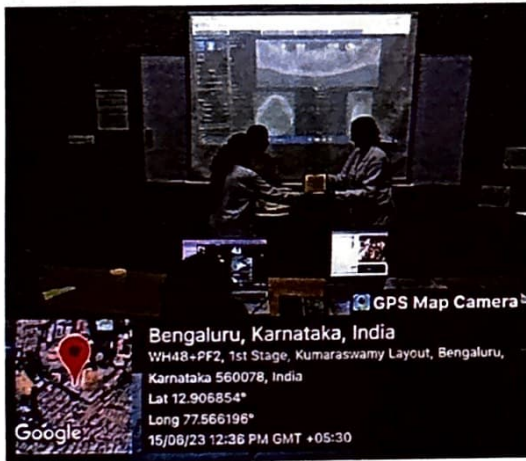 GPS Map Camera
Bengaluru, Karnataka, India
WH48+PF2, 1st Stage, Kumaraswamy Layout, Bengaluru,
Karnataka 560078, India
Lat 12.906854°
Long 77.566196°
15/06/23 12:36 PM GMT +05:30
Google